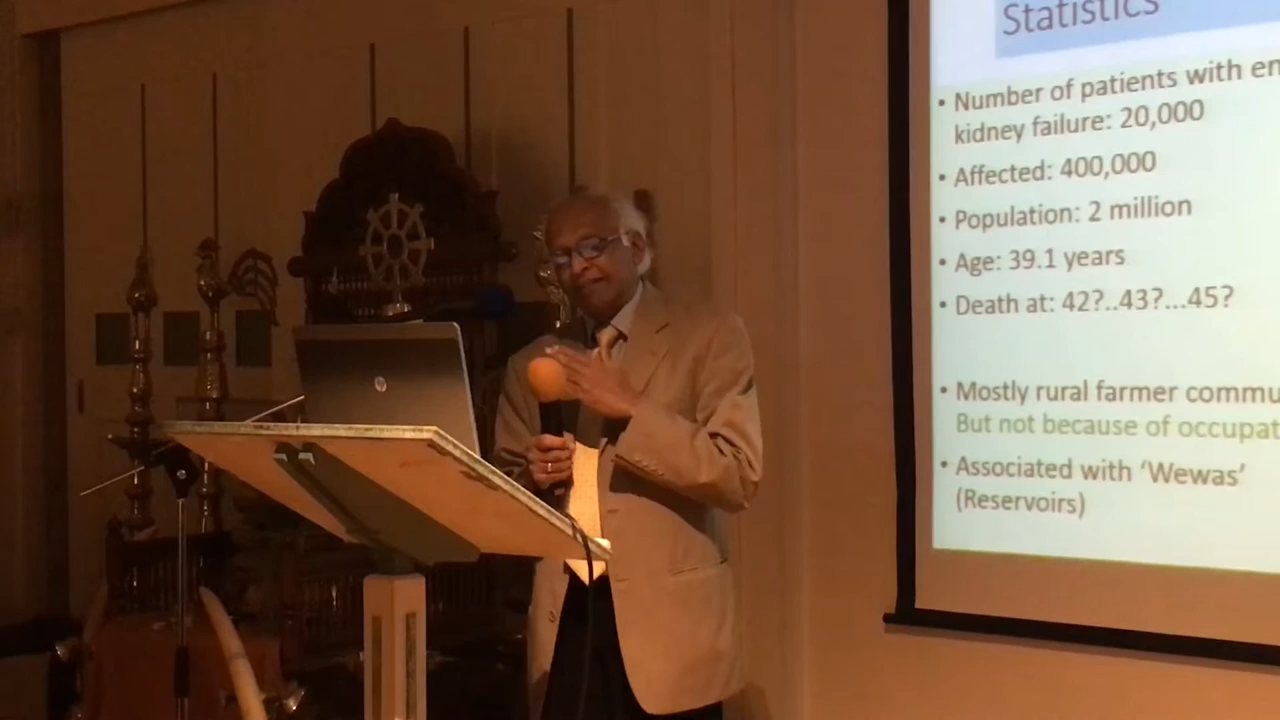 Statistics
• Number of patients with en
kidney failure: 20,000
• Affected: 400,000
• Population: 2 million
• Age: 39.1 years
• Death at: 42?..43?...45?
• Mostly rural farmer commu
But not because of occupat
• Associated with ‘Wewas’
(Reservoirs)
hp